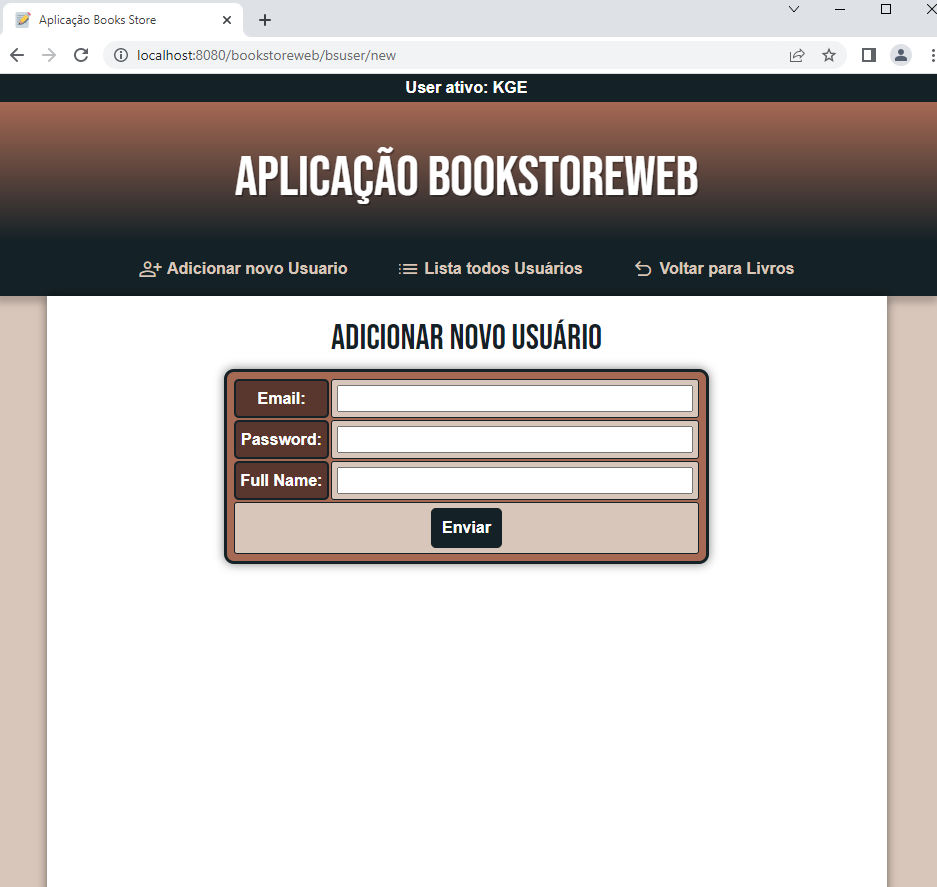 Aplicação Books Store
localhost:8080/bookstoreweb/bsuser/new
User ativo: KGE
APLICAÇÃO BOOKSTOREWEB
Adicionar novo Usuario Lista todos Usuários Voltar para Livros
ADICIONAR NOVO USUÁRIO
Email:
Password:
Full Name:
Enviar